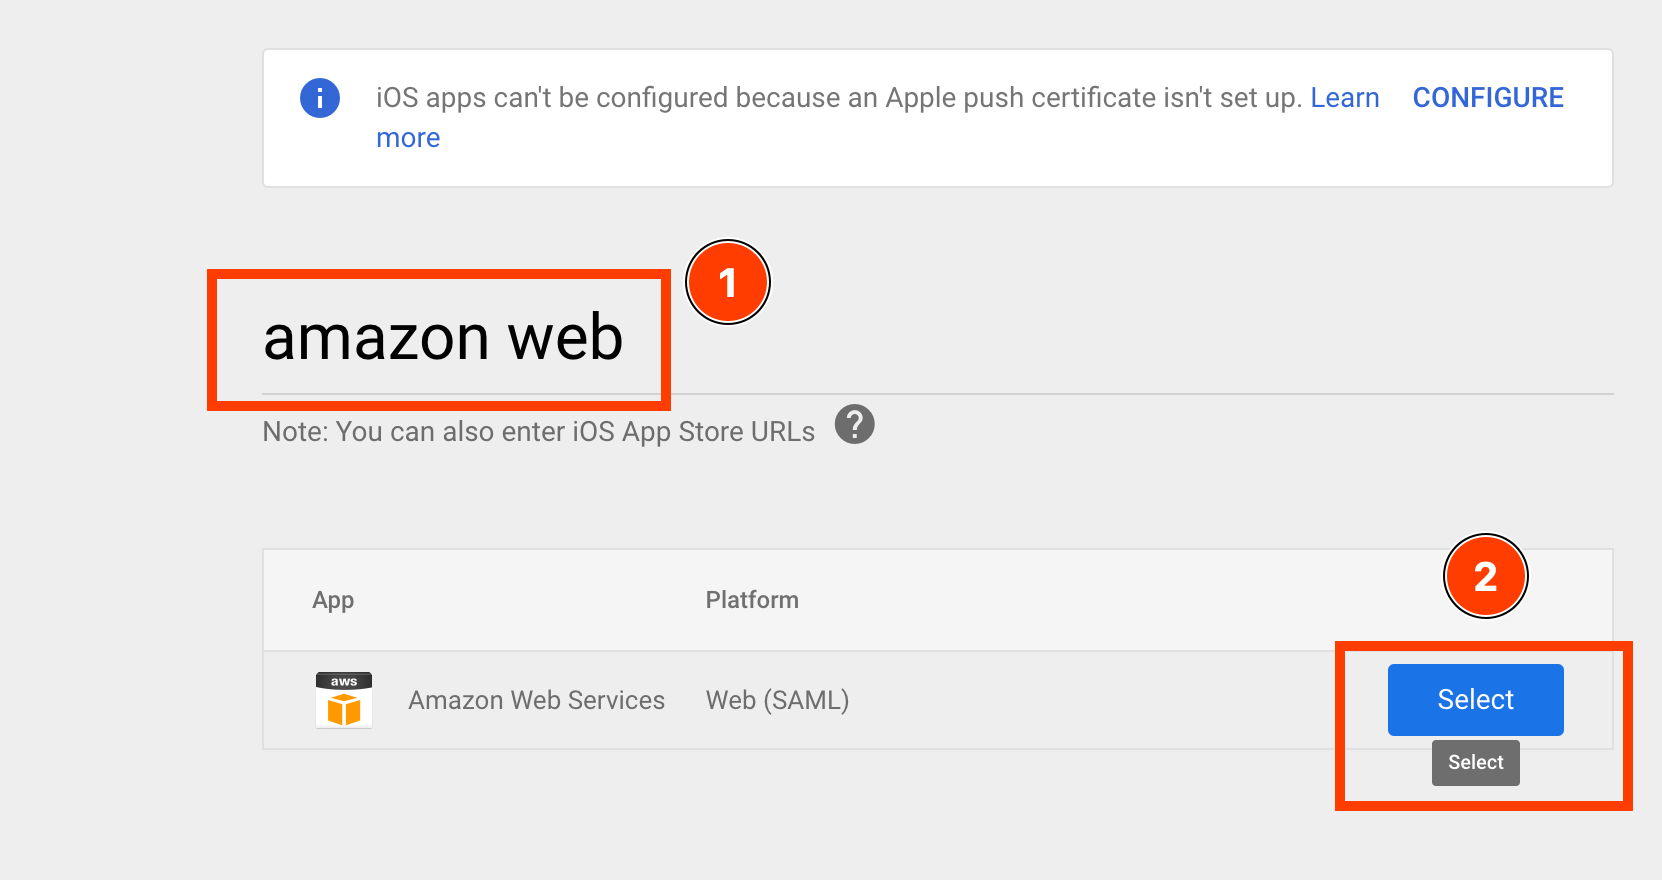 iOS apps can't be configured because an Apple push certificate isn't set up. Learn more
CONFIGURE
1
amazon web
Note: You can also enter iOS App Store URLs
?
2
App Platform
aws
Amazon Web Services Web (SAML) Select
Select